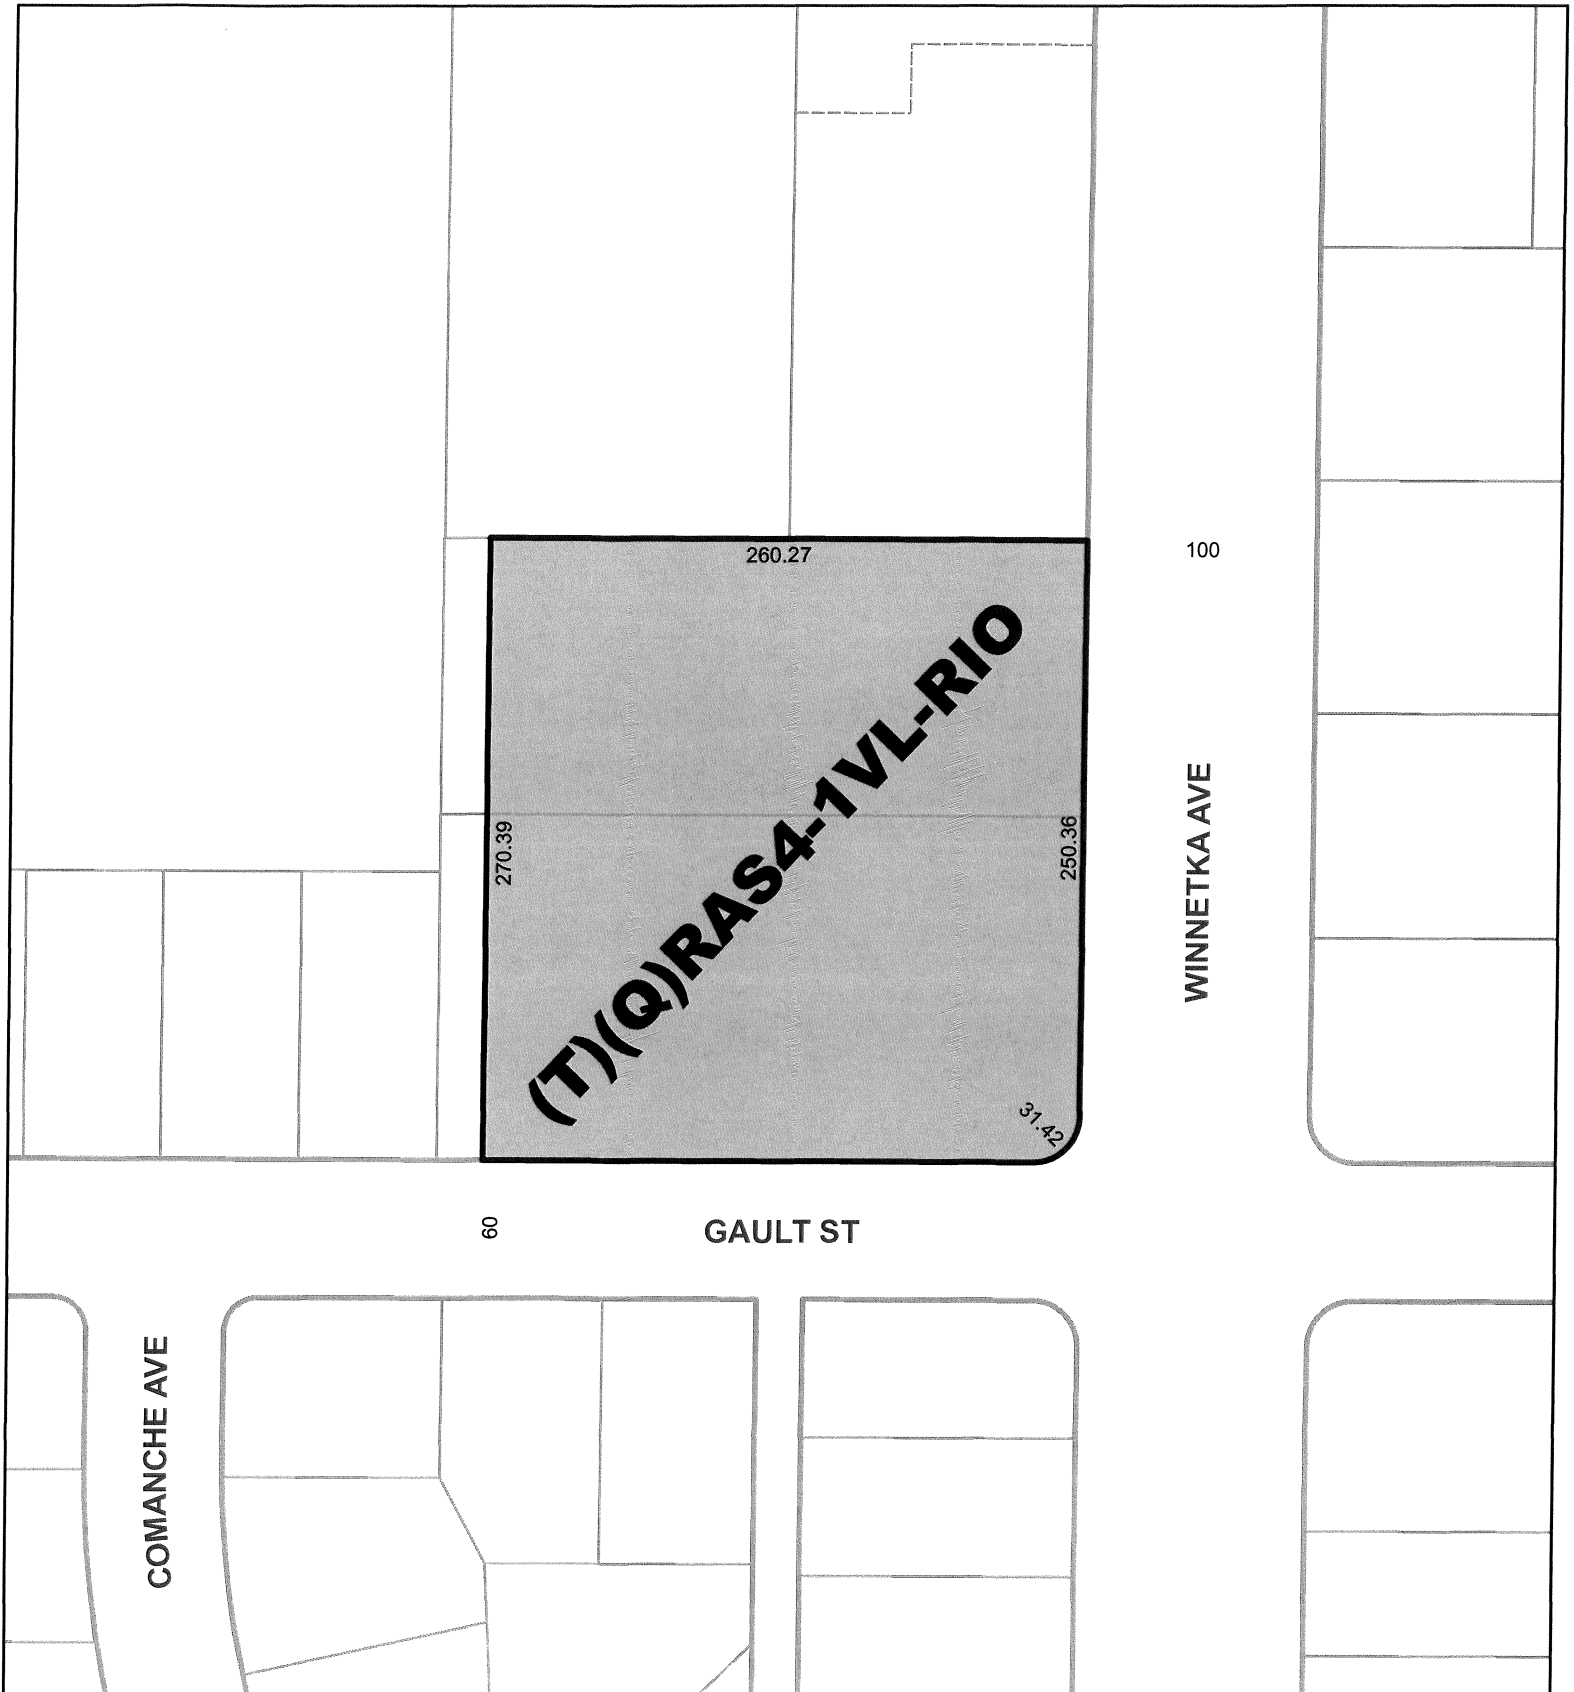 100
260.27
(T)(Q)RAS4-1VL-RIO
270.39
250.36
WINNETKA AVE
31.42
60
GAULT ST
COMANCHE AVE